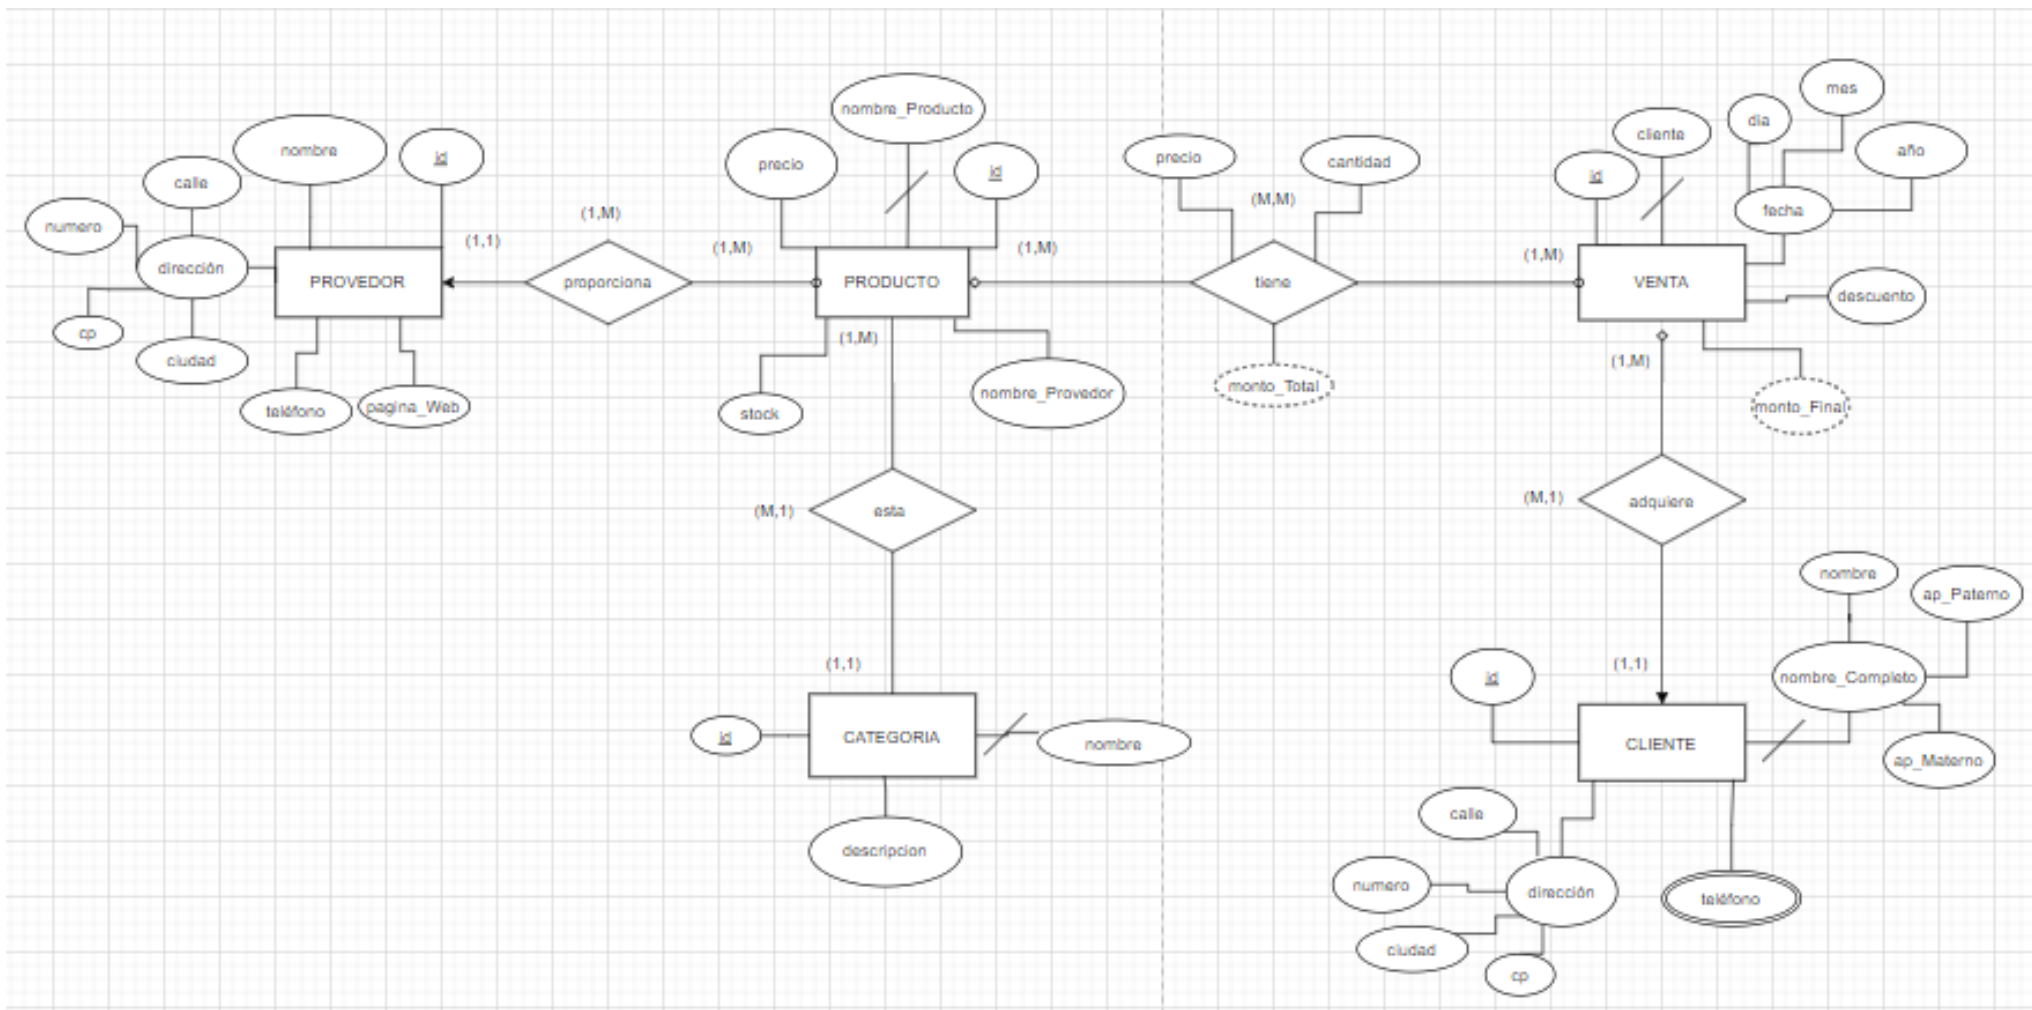 nombre
id
calle
numero
dirección
cp
ciudad
PROVEDOR
teléfono
pagina_Web
(1,1)
(1,M)
proporciona
(1,M)
nombre_Producto
precio
id
PRODUCTO
(1,M)
(1,M)
stock
nombre_Provedor
precio
cantidad
(M,M)
tiene
monto_Total
(1,M)
id
cliente
dia
mes
año
fecha
VENTA
descuento
(1,M)
monto_Final
(M,1)
esta
(1,1)
id
CATEGORIA
nombre
descripcion
(M,1)
adquiere
(1,1)
id
nombre
ap_Paterno
nombre_Completo
ap_Materno
CLIENTE
calle
numero
dirección
ciudad
cp
teléfono